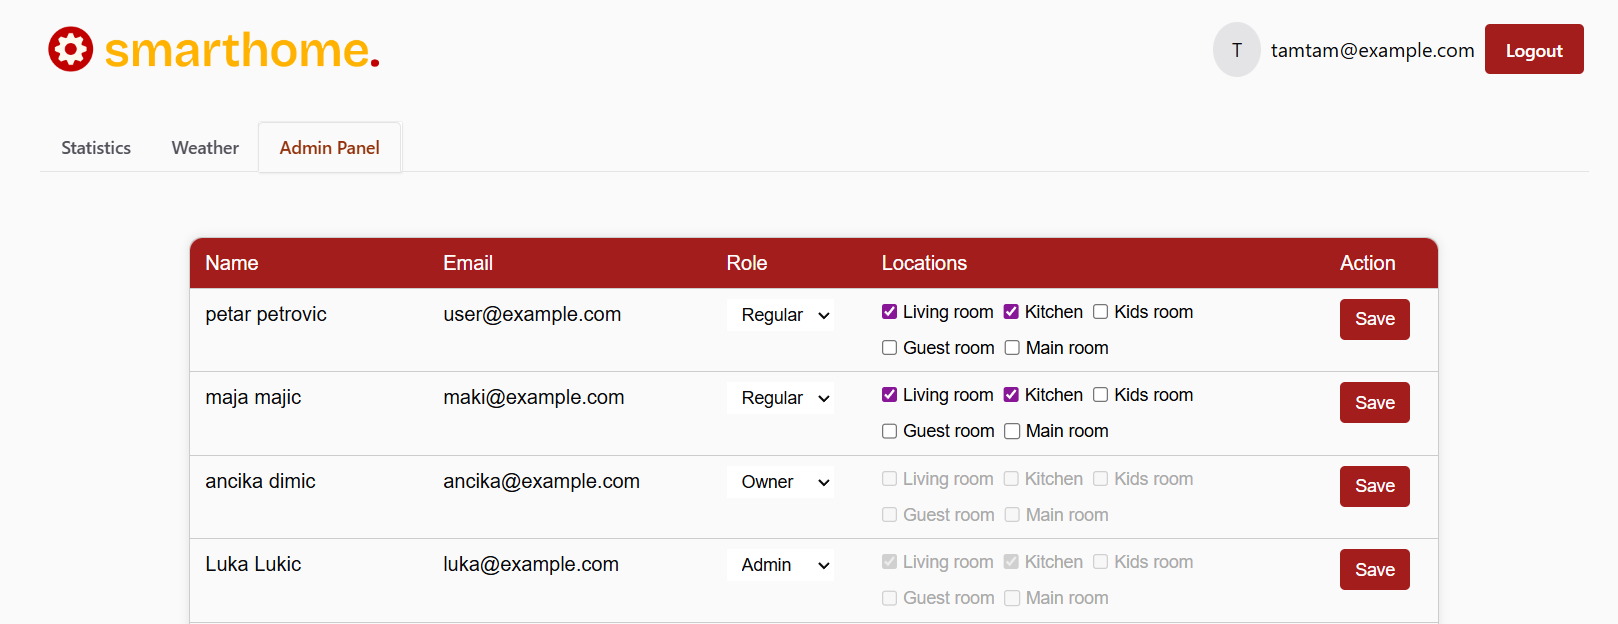 smarthome.
T tamtam@example.com Logout
Statistics Weather Admin Panel
Name Email Role Locations Action
petar petrovic user@example.com Regular Living room Kitchen Kids room Save
Guest room Main room
maja majic maki@example.com Regular Living room Kitchen Kids room Save
Guest room Main room
ancika dimic ancika@example.com Owner Living room Kitchen Kids room Save
Guest room Main room
Luka Lukic luka@example.com Admin Living room Kitchen Kids room Save
Guest room Main room